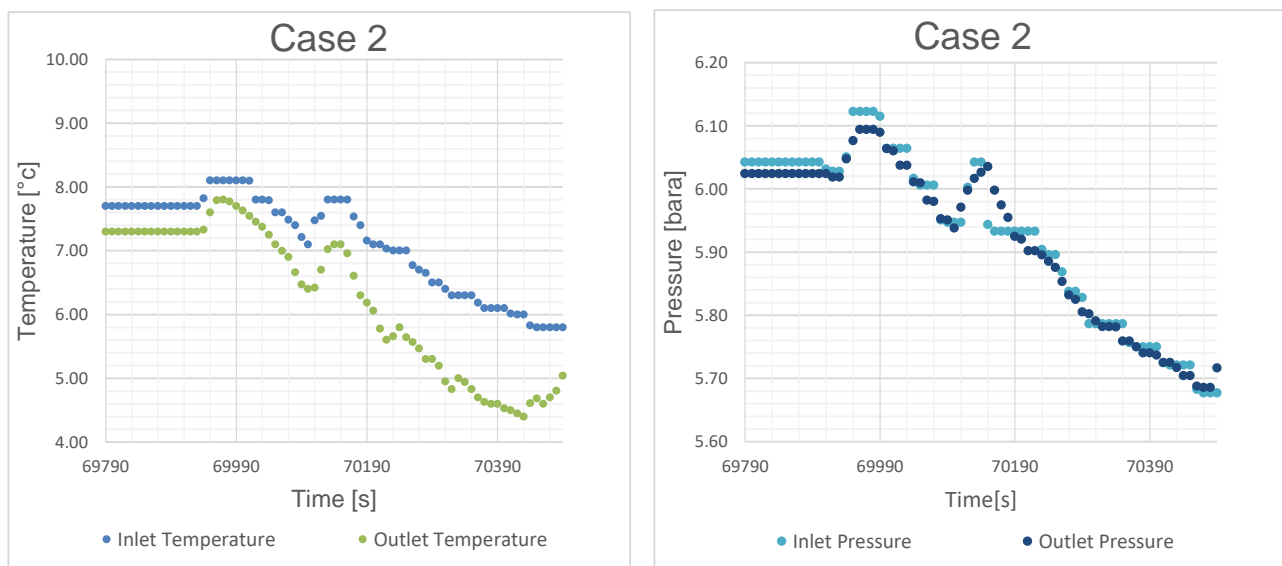 Case 2
10.00
9.00
8.00
7.00
6.00
5.00
4.00
Temperature [°c]
69790 69990 70190 70390
Time [s]
Inlet Temperature Outlet Temperature
Case 2
6.20
6.10
6.00
5.90
5.80
5.70
5.60
Pressure [bara]
69790 69990 70190 70390
Time[s]
Inlet Pressure Outlet Pressure